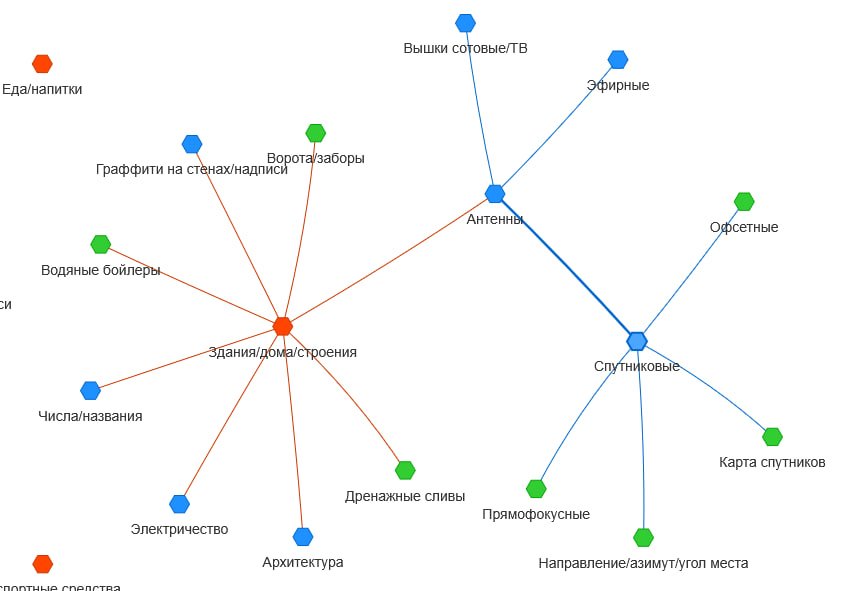 Вышки сотовые/ТВ
Еда/напитки
Эфирные
Ворота/заборы
Граффити на стенах/надписи
Антенны
Офсетные
Водяные бойлеры
си
Здания/дома/строения
Спутниковые
Числа/названия
Карта спутников
Дренажные сливы
Прямофокусные
Электричество
Архитектура
Направление/азимут/угол места
спортные средства